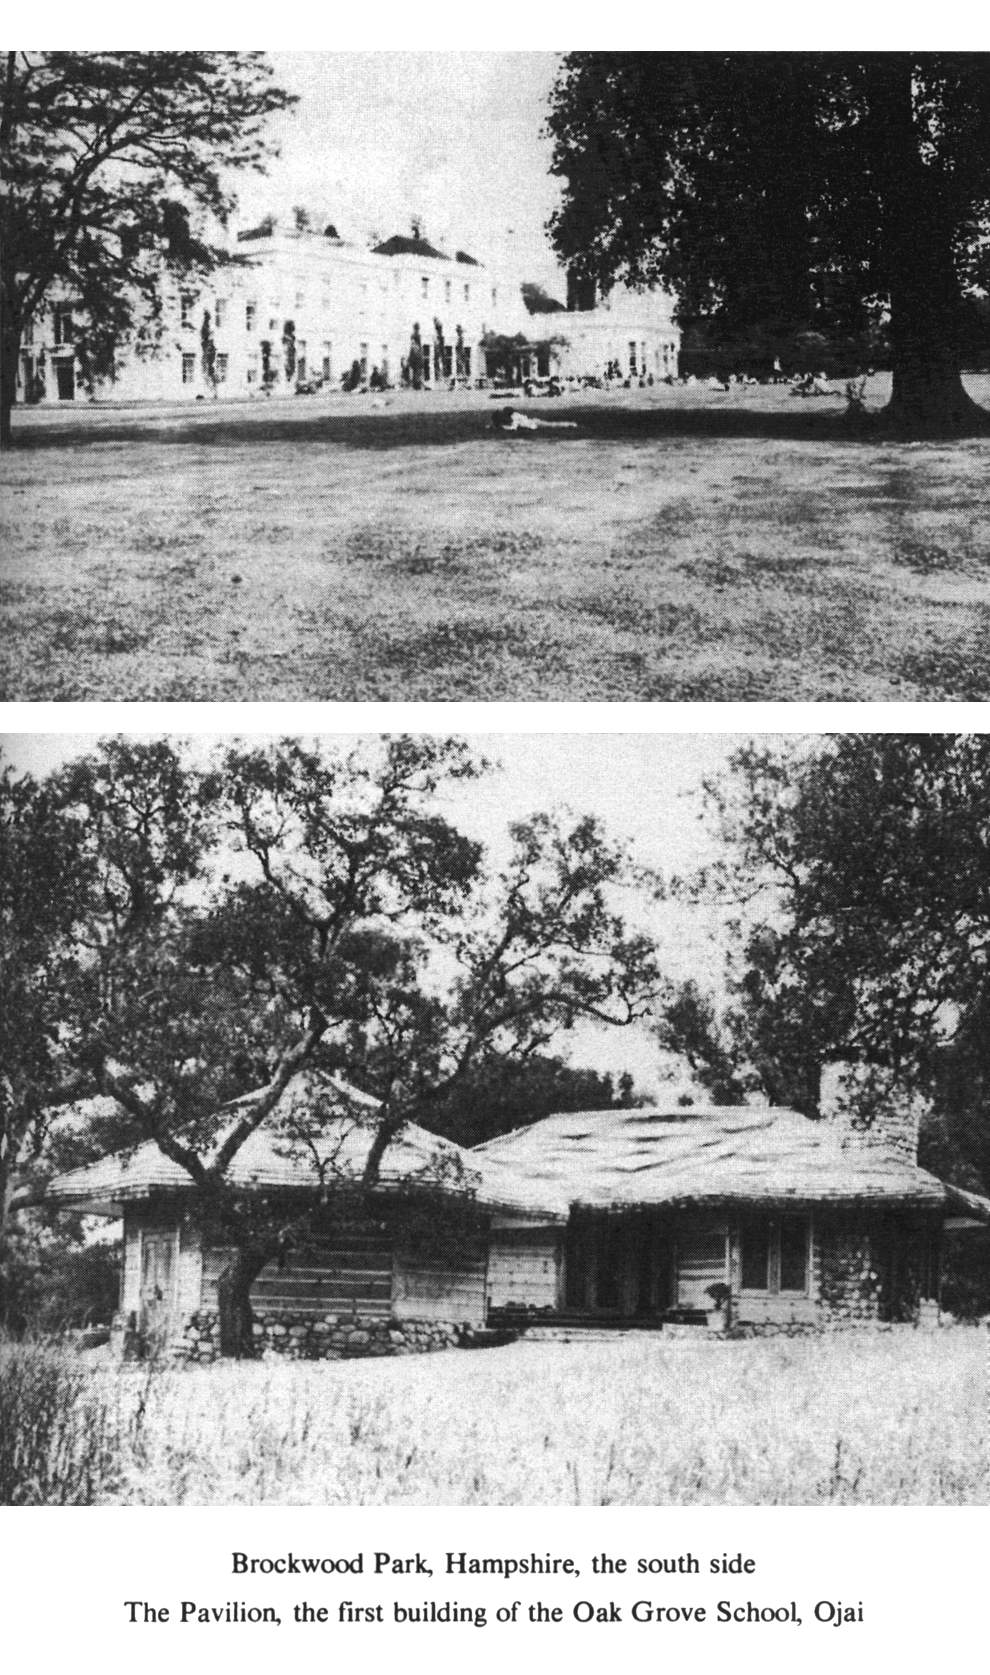 Brockwood Park, Hampshire, the south side
The Pavilion, the first building of the Oak Grove School, Ojai